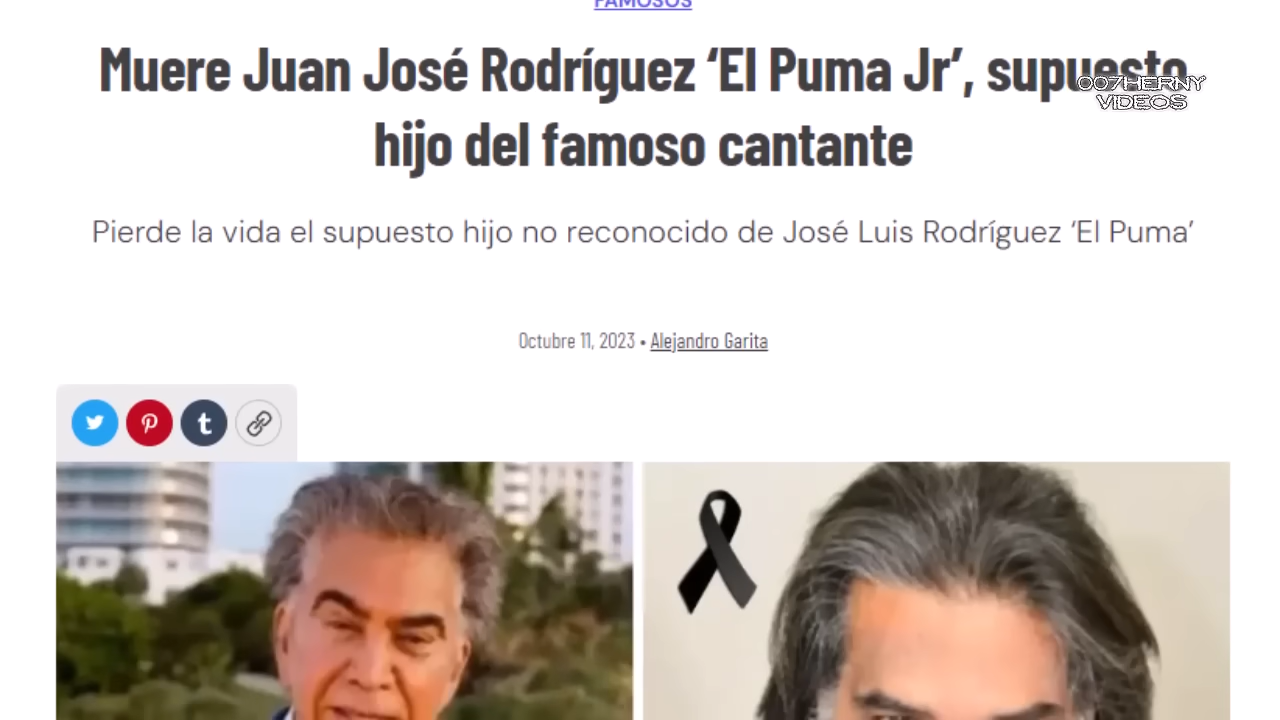 FAMOSOS
Muere Juan José Rodríguez ‘El Puma Jr’, supuesto
007HERNY
VIDEOS
hijo del famoso cantante
Pierde la vida el supuesto hijo no reconocido de José Luis Rodríguez ‘El Puma’
Octubre 11, 2023 • Alejandro Garita